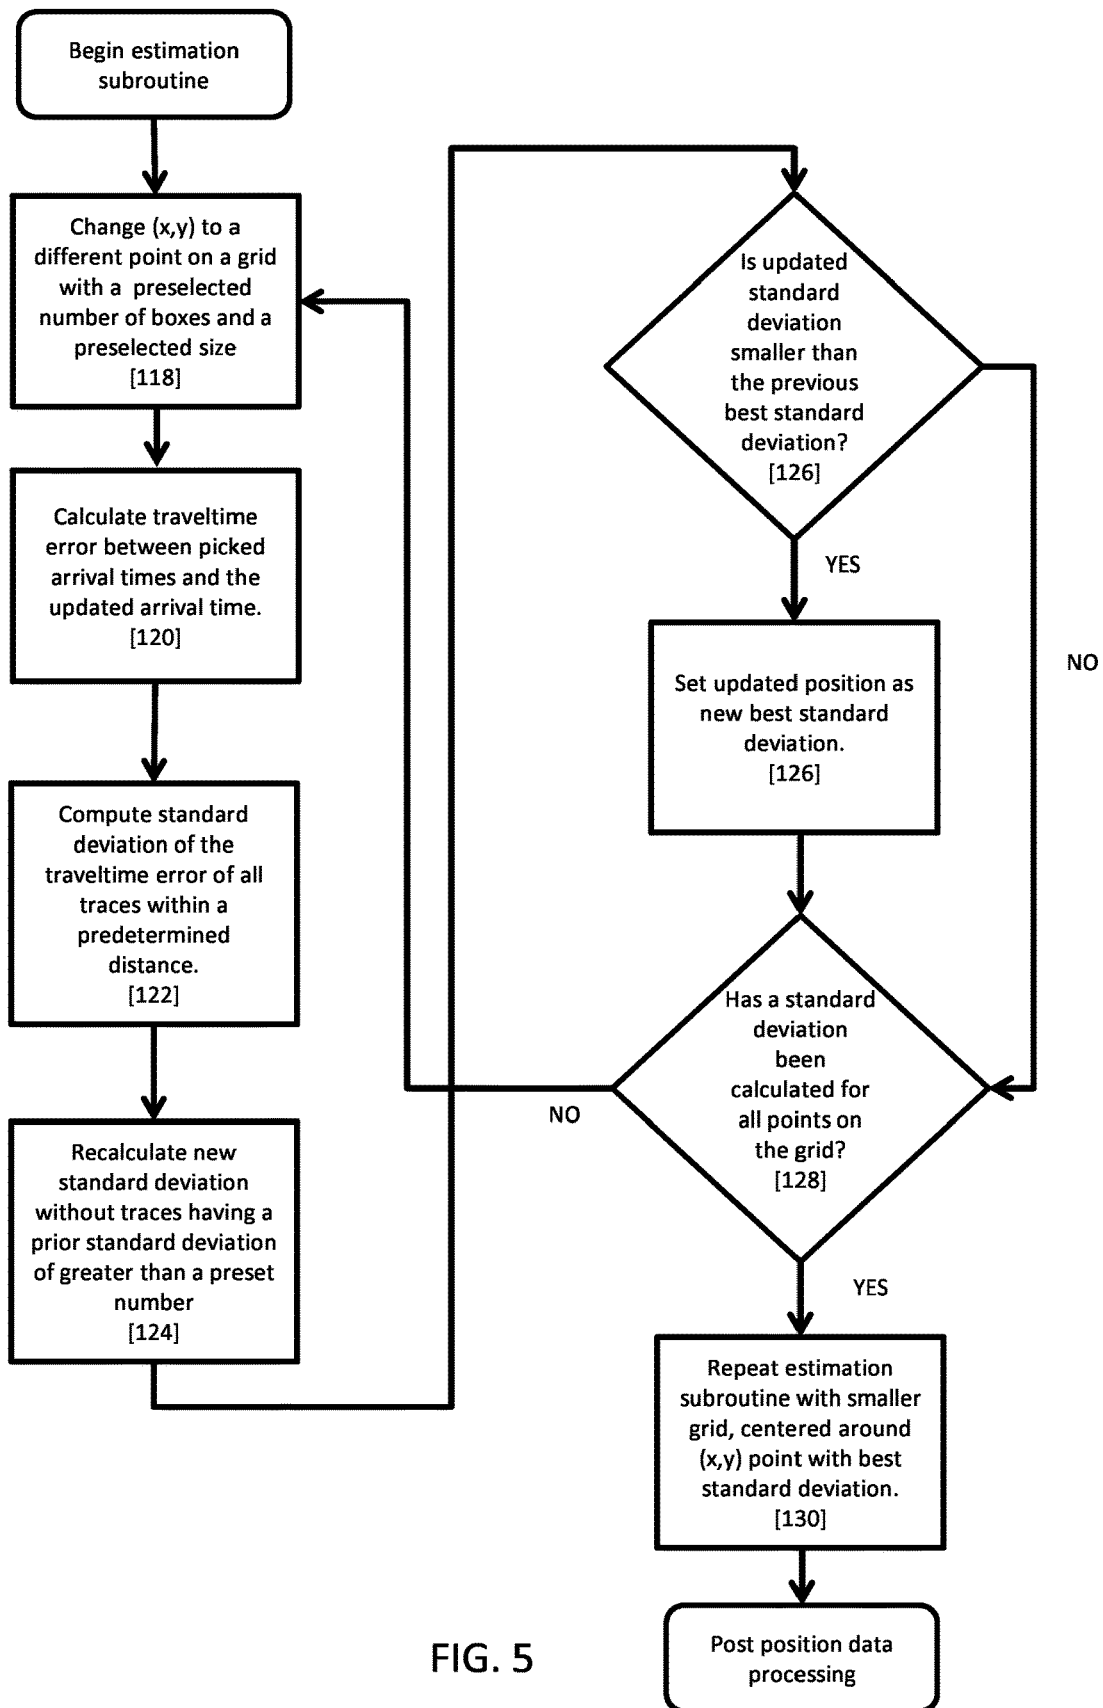 Begin estimation
subroutine
Change (x,y) to a
different point on a grid
with a preselected
number of boxes and a
preselected size
[118]
Calculate traveltime
error between picked
arrival times and the
updated arrival time.
[120]
Compute standard
deviation of the
traveltime error of all
traces within a
predetermined
distance.
[122]
Recalculate new
standard deviation
without traces having a
prior standard deviation
of greater than a preset
number
[124]
Is updated
standard
deviation
smaller than
the previous
best standard
deviation?
[126]
YES
NO
Set updated position as
new best standard
deviation.
[126]
Has a standard
deviation
been
calculated for
all points on
the grid?
[128]
NO
YES
Repeat estimation
subroutine with smaller
grid, centered around
(x,y) point with best
standard deviation.
[130]
Post position data
processing
FIG. 5